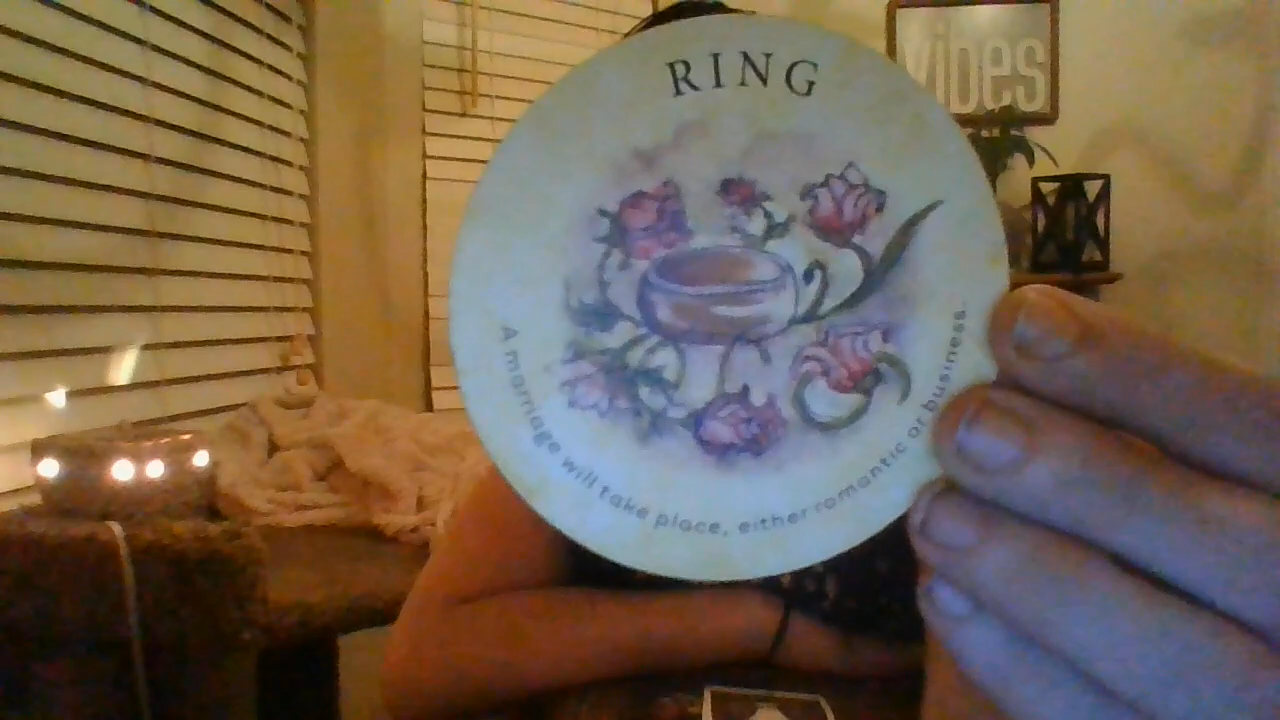 vibes
RING
A marriage will take place, either romantic or business.